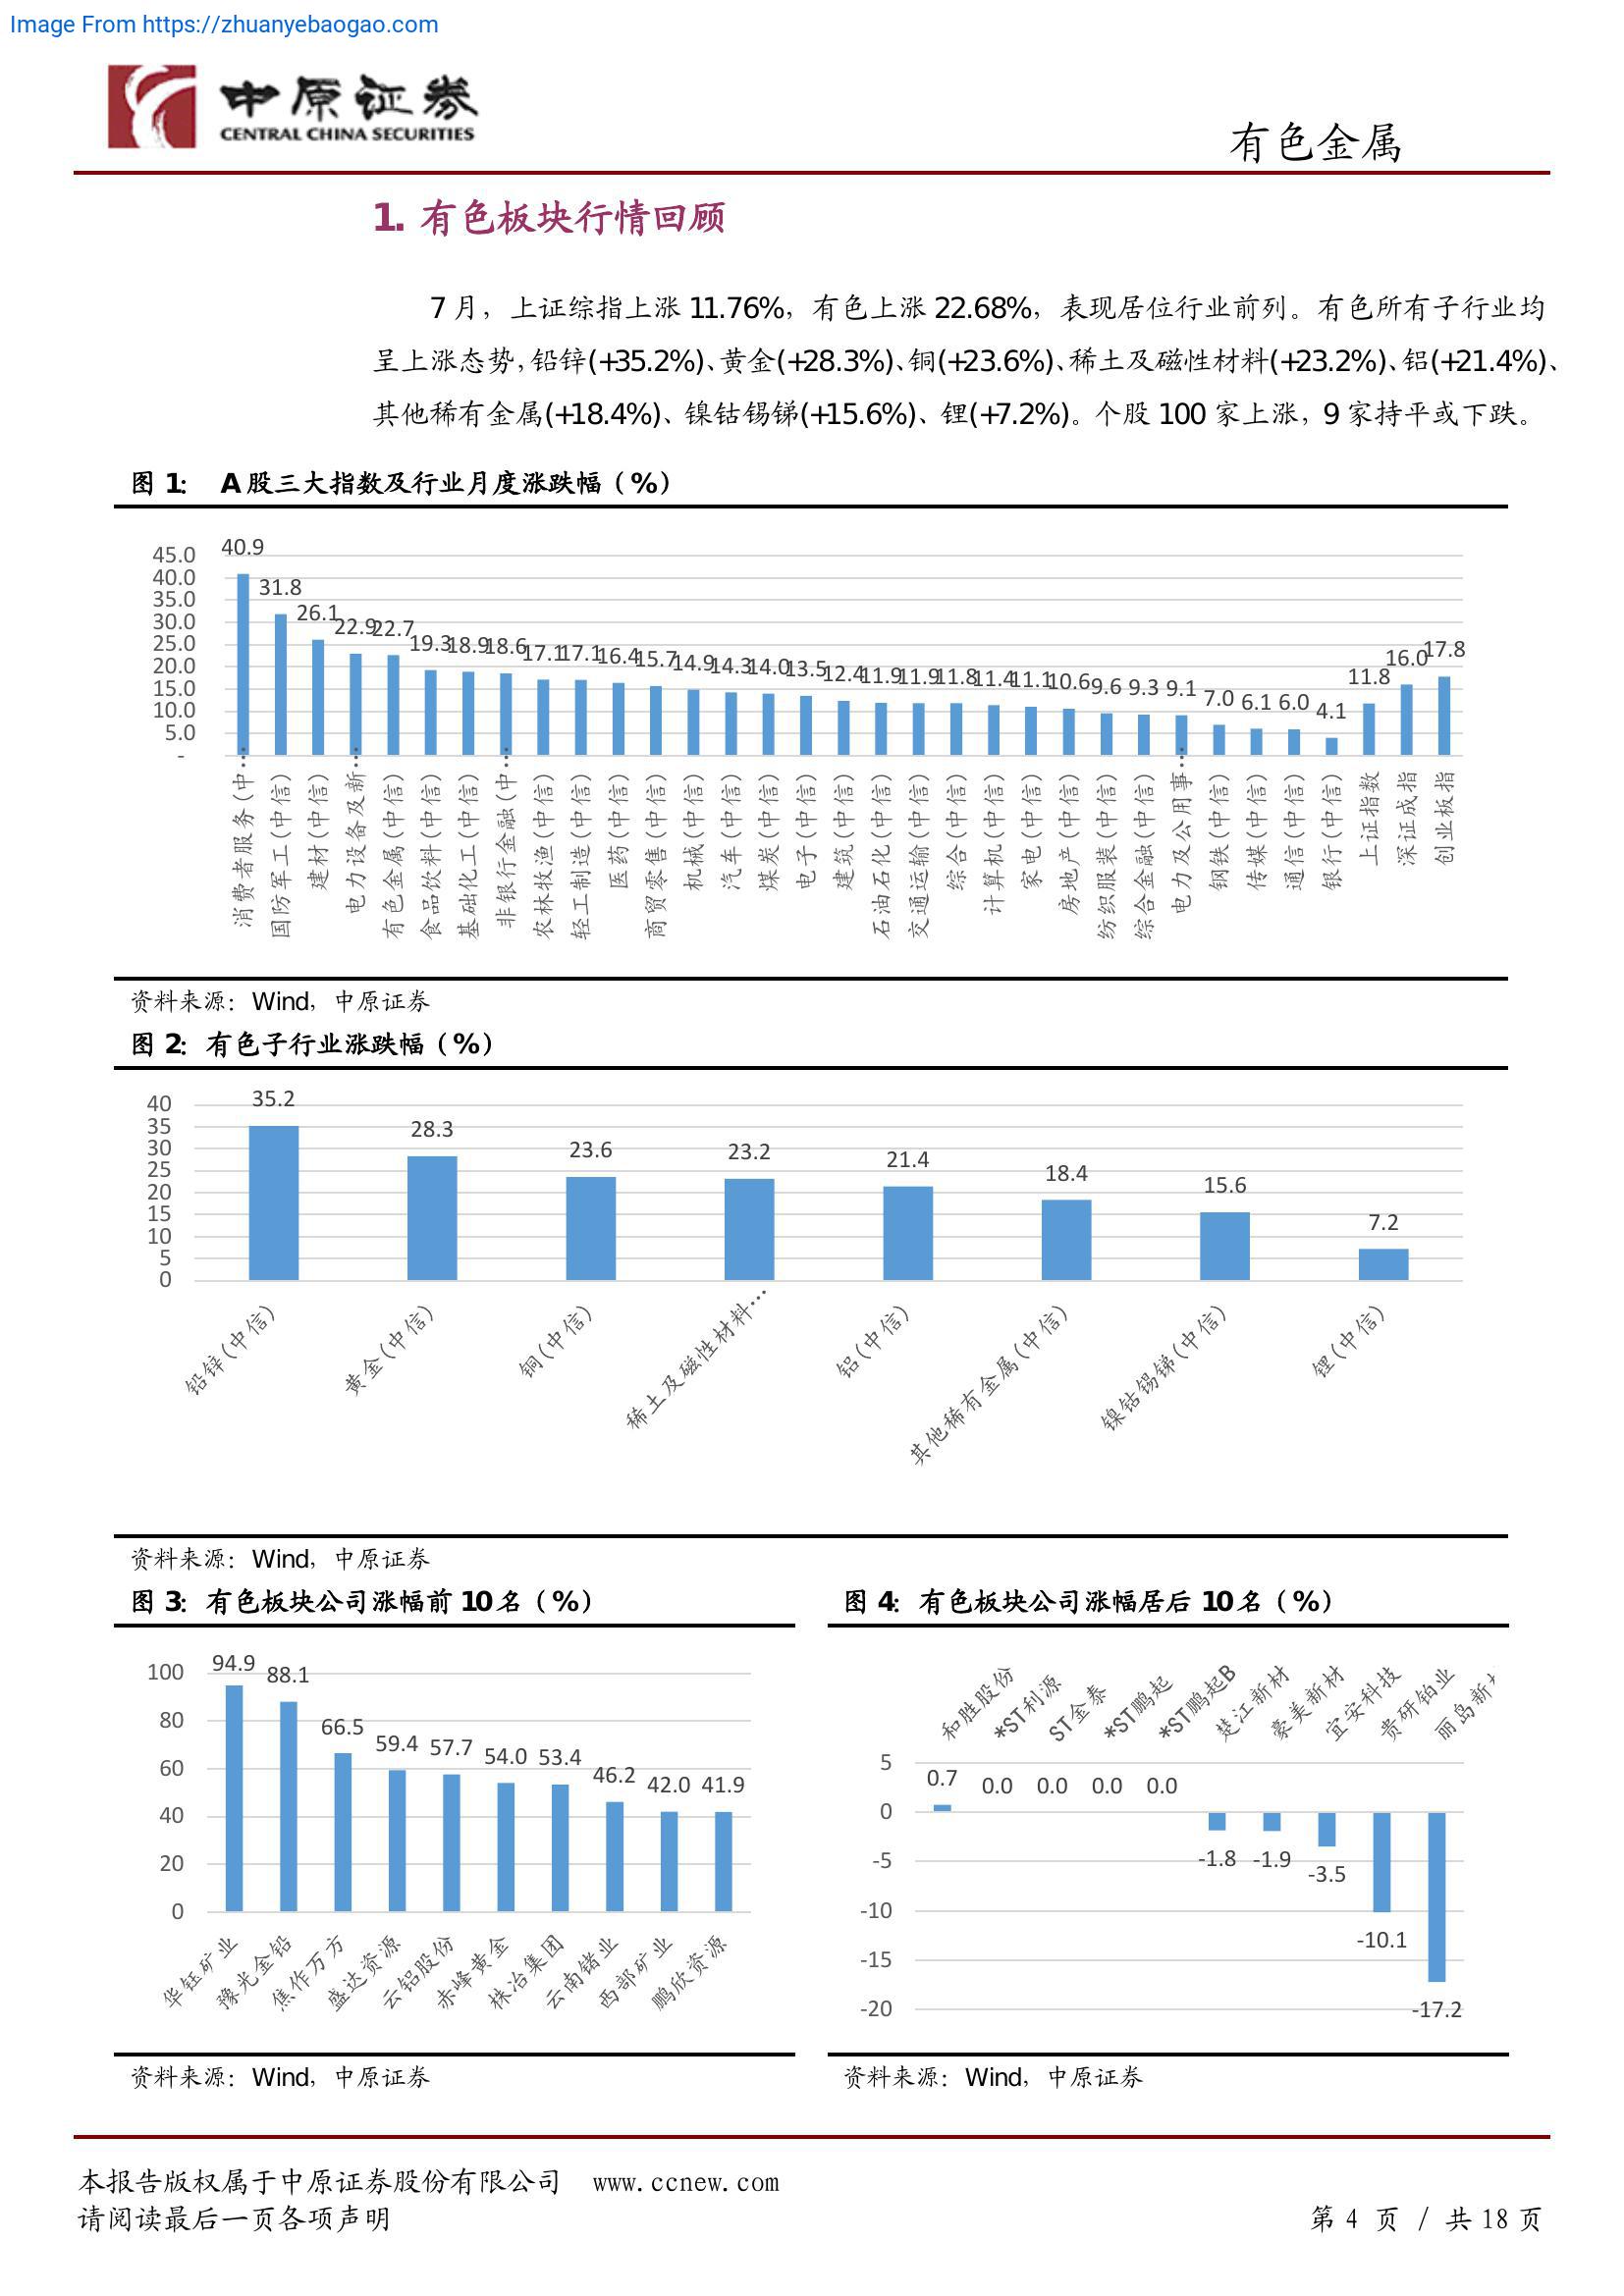 Image From https://zhuanyebaogao.com
中原证券
CENTRAL CHINA SECURITIES
有色金属
1. 有色板块行情回顾
7 月，上证综指上涨 11.76%，有色上涨 22.68%，表现居位行业前列。有色所有子行业均
呈上涨态势，铅锌(+35.2%)、黄金(+28.3%)、铜(+23.6%)、稀土及磁性材料(+23.2%)、铝(+21.4%)、
其他稀有金属(+18.4%)、镍钴锡锑(+15.6%)、锂(+7.2%)。个股 100 家上涨，9 家持平或下跌。
图 1： A 股三大指数及行业月度涨跌幅（%）
45.0
40.0
35.0
30.0
25.0
20.0
15.0
10.0
5.0
-
40.9
31.8
26.1
22.9
22.7
19.3
18.9
18.6
17.1
17.1
16.4
15.7
14.9
14.3
14.0
13.5
12.4
11.9
11.9
11.8
11.4
11.1
10.6
9.6
9.3
9.1
7.0
6.1
6.0
4.1
11.8
16.0
17.8
消费者服务(中…
国防军工(中信)
建材(中信)
电力设备及新…
有色金属(中信)
食品饮料(中信)
基础化工(中信)
非银行金融(中…
农林牧渔(中信)
轻工制造(中信)
医药(中信)
商贸零售(中信)
机械(中信)
汽车(中信)
煤炭(中信)
电子(中信)
建筑(中信)
石油石化(中信)
交通运输(中信)
综合(中信)
计算机(中信)
家电(中信)
房地产(中信)
纺织服装(中信)
综合金融(中信)
电力及公用事…
钢铁(中信)
传媒(中信)
通信(中信)
银行(中信)
上证指数
深证成指
创业板指
资料来源：Wind，中原证券
图 2：有色子行业涨跌幅（%）
40
35
30
25
20
15
10
5
0
35.2
28.3
23.6
23.2
21.4
18.4
15.6
7.2
铅锌(中信)
黄金(中信)
铜(中信)
稀土及磁性材料…
铝(中信)
其他稀有金属(中信)
镍钴锡锑(中信)
锂(中信)
资料来源：Wind，中原证券
图 3：有色板块公司涨幅前 10 名（%）
100
80
60
40
20
0
94.9
88.1
66.5
59.4
57.7
54.0
53.4
46.2
42.0
41.9
华钰矿业
豫光金铅
焦作万方
盛达资源
云铝股份
赤峰黄金
株冶集团
云南锗业
西部矿业
鹏欣资源
资料来源：Wind，中原证券
图 4：有色板块公司涨幅居后 10 名（%）
和胜股份
*ST利源
ST金泰
*ST鹏起
*ST鹏起B
楚江新材
豪美新材
宜安科技
贵研铂业
丽岛新
5
0
-5
-10
-15
-20
0.7
0.0
0.0
0.0
0.0
-1.8
-1.9
-3.5
-10.1
-17.2
资料来源：Wind，中原证券
本报告版权属于中原证券股份有限公司 www.ccnew.com
请阅读最后一页各项声明
第 4 页 / 共 18 页